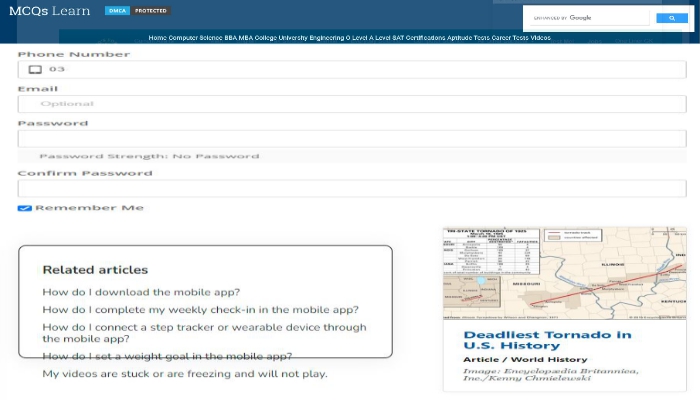 MCQs Learn
DMCA PROTECTED
ENHANCED BY Google
Home Computer Science BBA MBA College University Engineering O Level A Level SAT Certifications Aptitude Tests Career Tests Videos
Phone Number
03
Email
Optional
Password
Password Strength: No Password
Confirm Password
Remember Me
Related articles
How do I download the mobile app?
How do I complete my weekly check-in in the mobile app?
How do I connect a step tracker or wearable device through
the mobile app?
How do I set a weight goal in the mobile app?
My videos are stuck or are freezing and will not play.
TRI-STATE TORNADO OF 1925
ILLINOIS
MISSOURI
Deadliest Tornado in
U.S. History
Article / World History
Image: Encyclopædia Britannica,
Inc./Kenny Chmielewski